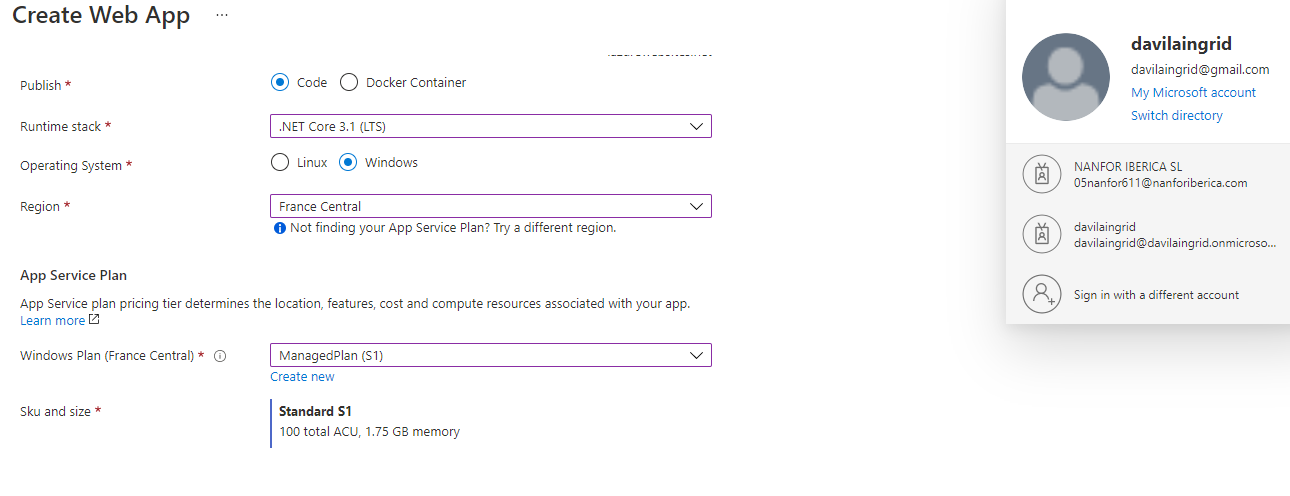 Create Web App ...
Publish *
Code
Docker Container
Runtime stack *
.NET Core 3.1 (LTS)
Operating System *
Linux
Windows
Region *
France Central
Not finding your App Service Plan? Try a different region.
App Service Plan
App Service plan pricing tier determines the location, features, cost and compute resources associated with your app.
Learn more
Windows Plan (France Central) *
ManagedPlan (S1)
Create new
Sku and size *
Standard S1
100 total ACU, 1.75 GB memory
davilaingrid
davilaingrid@gmail.com
My Microsoft account
Switch directory
NANFOR IBERICA SL
05nanfor611@nanforiberica.com
davilaingrid
davilaingrid@davilaingrid.onmicroso...
Sign in with a different account